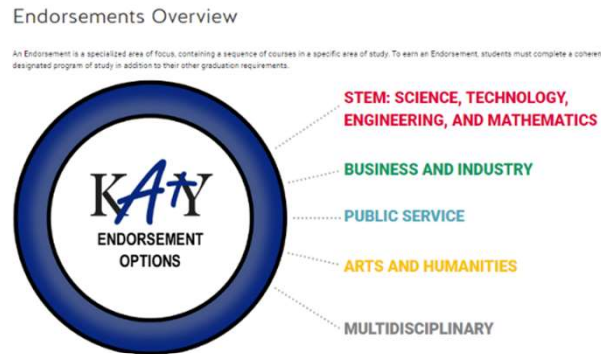 Endorsements Overview
An Endorsement is a specialized area of focus, containing a sequence of courses in a specific area of study. To earn an Endorsement, students must complete a coheren
designated program of study in addition to their other graduation requirements.
STEM: SCIENCE, TECHNOLOGY,
ENGINEERING, AND MATHEMATICS
BUSINESS AND INDUSTRY
KAtY
ENDORSEMENT
OPTIONS
PUBLIC SERVICE
ARTS AND HUMANITIES
MULTIDISCIPLINARY